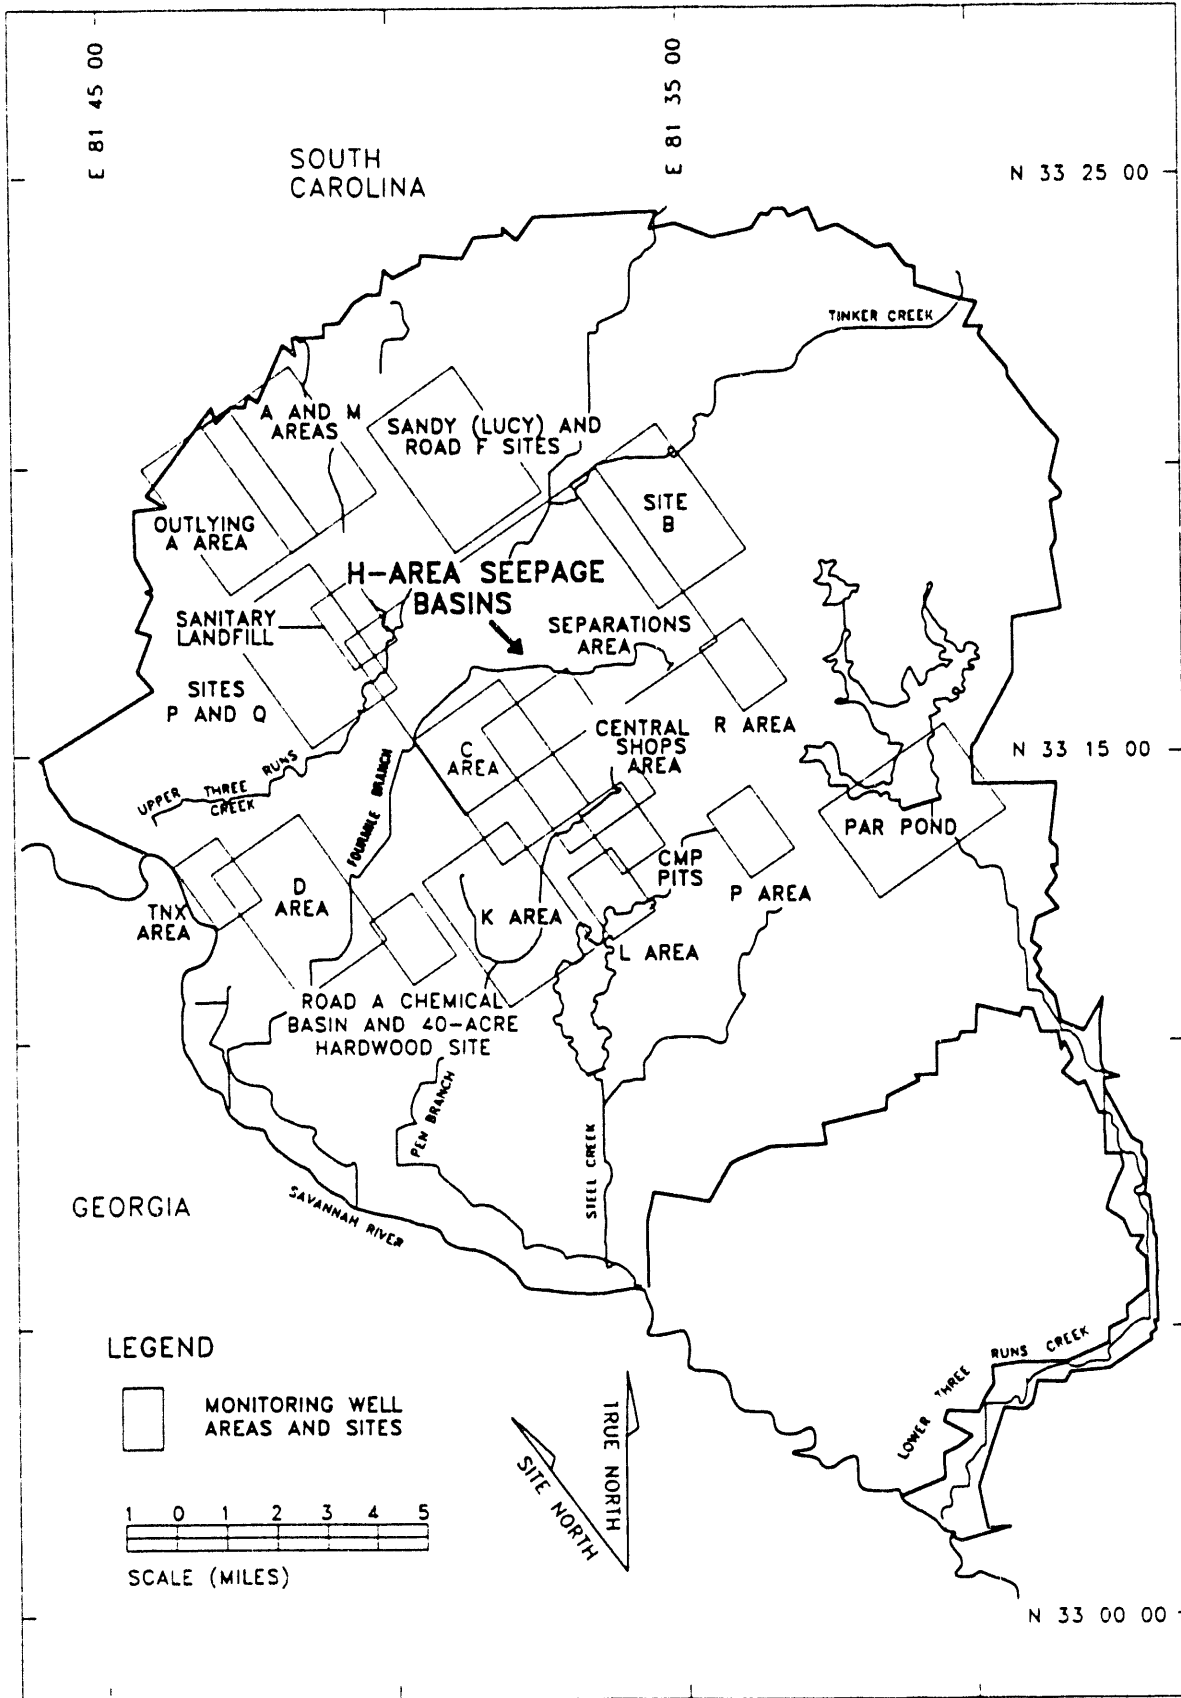 E 81 45 00
E 81 35 00
SOUTH
CAROLINA
N 33 25 00
TINKER CREEK
A AND M
AREAS
SANDY (LUCY) AND
ROAD F SITES
SITE
B
OUTLYING
A AREA
H-AREA SEEPAGE
BASINS
SANITARY
LANDFILL
SEPARATIONS
AREA
SITES
P AND Q
R AREA
CENTRAL
SHOPS
AREA
C
AREA
N 33 15 00
UPPER THREE RUNS
CREEK
FOURMILE BRANCH
PAR POND
CMP
PITS
P AREA
D
AREA
TNX
AREA
K AREA
L AREA
ROAD A CHEMICAL
BASIN AND 40-ACRE
HARDWOOD SITE
PEN BRANCH
STEEL CREEK
GEORGIA
SAVANNAH RIVER
LEGEND
MONITORING WELL
AREAS AND SITES
LOWER THREE RUNS CREEK
TRUE NORTH
SITE NORTH
1 0 1 2 3 4 5
SCALE (MILES)
N 33 00 00